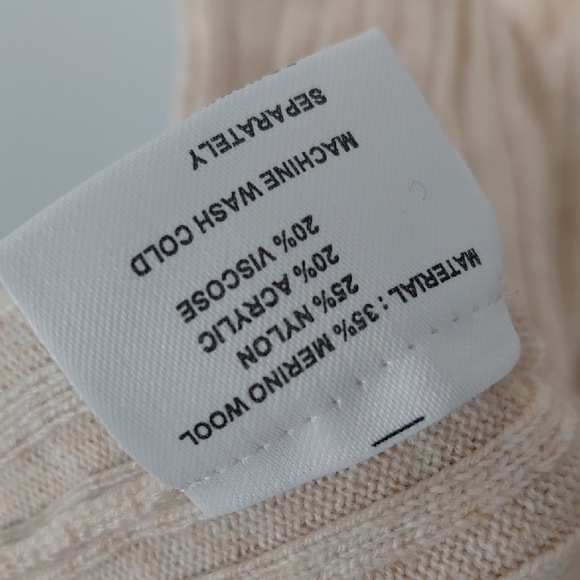 MATERIAL : 35% MERINO WOOL
25% NYLON
20% ACRYLIC
20% VISCOSE
MACHINE WASH COLD
SEPARATELY